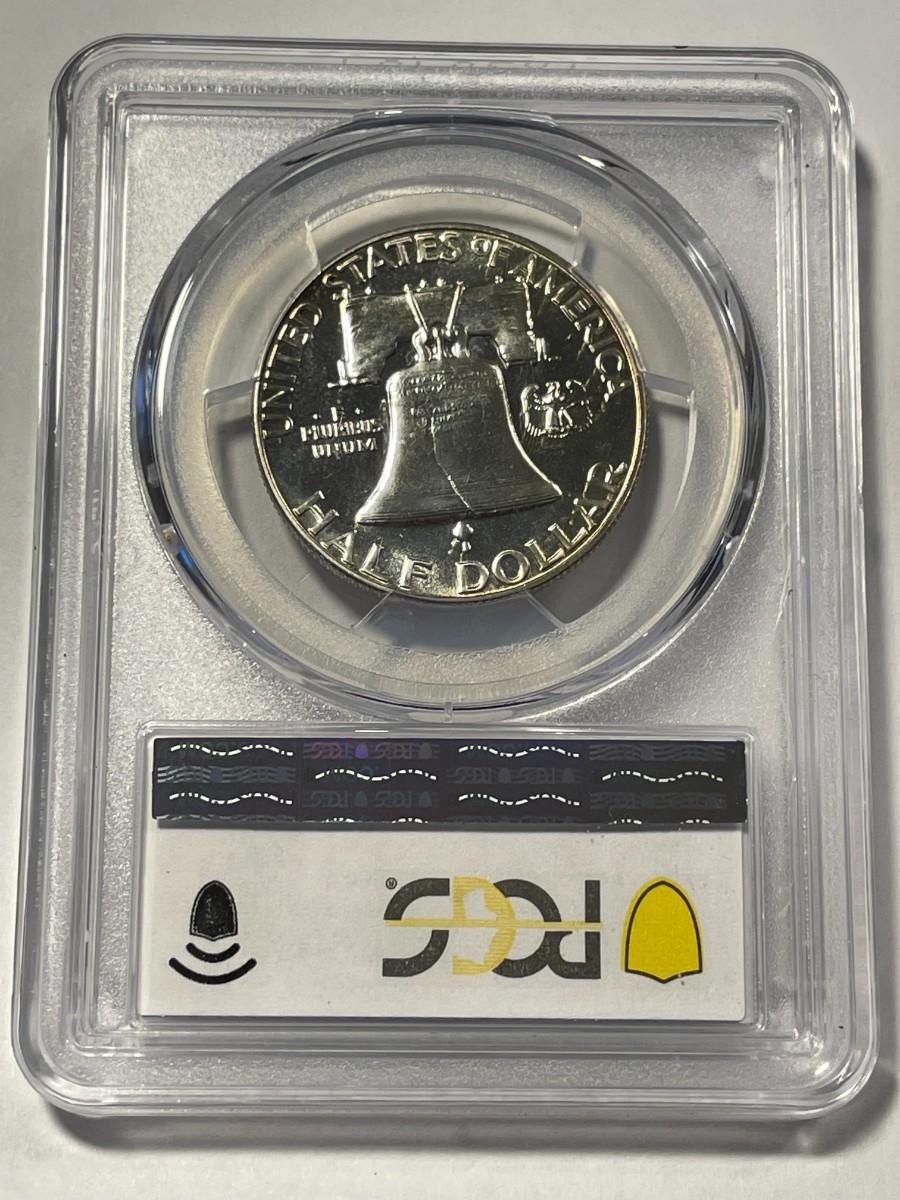 UNITED STATES OF AMERICA
·E·
PLURIBUS
UNUM
HALF DOLLAR
PCGS
®